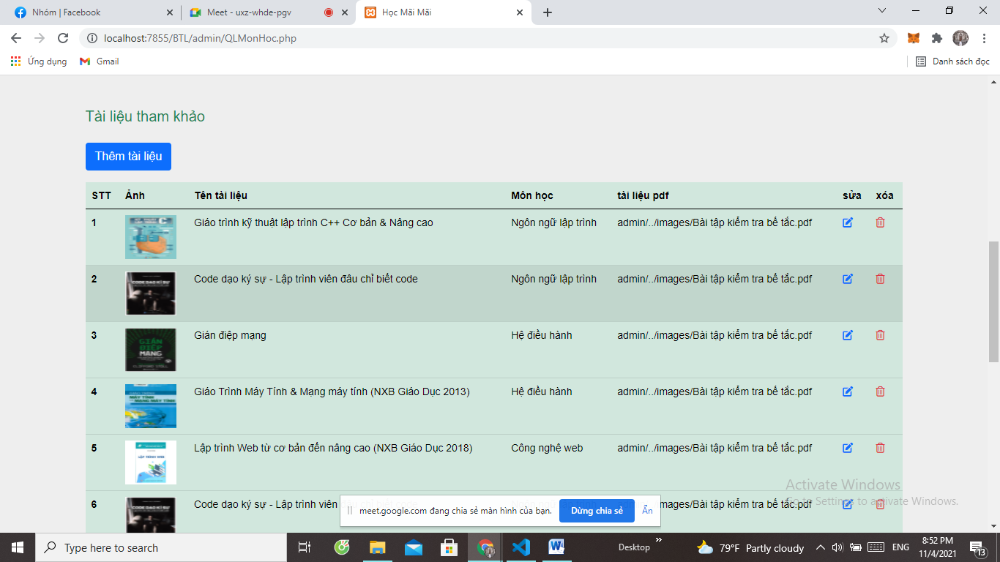 Nhóm | Facebook
Meet - uxz-whde-pgv
Học Mãi Mãi
localhost:7855/BTL/admin/QLMonHoc.php
Ứng dụng
Gmail
Danh sách đọc
Tài liệu tham khảo
Thêm tài liệu
STT Ảnh Tên tài liệu Môn học tài liệu pdf sửa xóa
1 Giáo trình kỹ thuật lập trình C++ Cơ bản & Nâng cao Ngôn ngữ lập trình admin/../images/Bài tập kiểm tra bế tắc.pdf
2 Code dạo ký sự - Lập trình viên đâu chỉ biết code Ngôn ngữ lập trình admin/../images/Bài tập kiểm tra bế tắc.pdf
3 GIÁN ĐIỆP MẠNG Gián điệp mạng Hệ điều hành admin/../images/Bài tập kiểm tra bế tắc.pdf
4 Giáo Trình Máy Tính & Mạng máy tính (NXB Giáo Dục 2013) Hệ điều hành admin/../images/Bài tập kiểm tra bế tắc.pdf
5 LẬP TRÌNH WEB Lập trình Web từ cơ bản đến nâng cao (NXB Giáo Dục 2018) Công nghệ web admin/../images/Bài tập kiểm tra bế tắc.pdf
6 Code dạo ký sự - Lập trình viên mages/Bài tập kiểm tra bế tắc.pdf
Activate Windows
Go to Settings to activate Windows.
meet.google.com đang chia sẻ màn hình của bạn. Dừng chia sẻ Ẩn
Type here to search
Desktop
79°F Partly cloudy
ENG
8:52 PM
11/4/2021
13